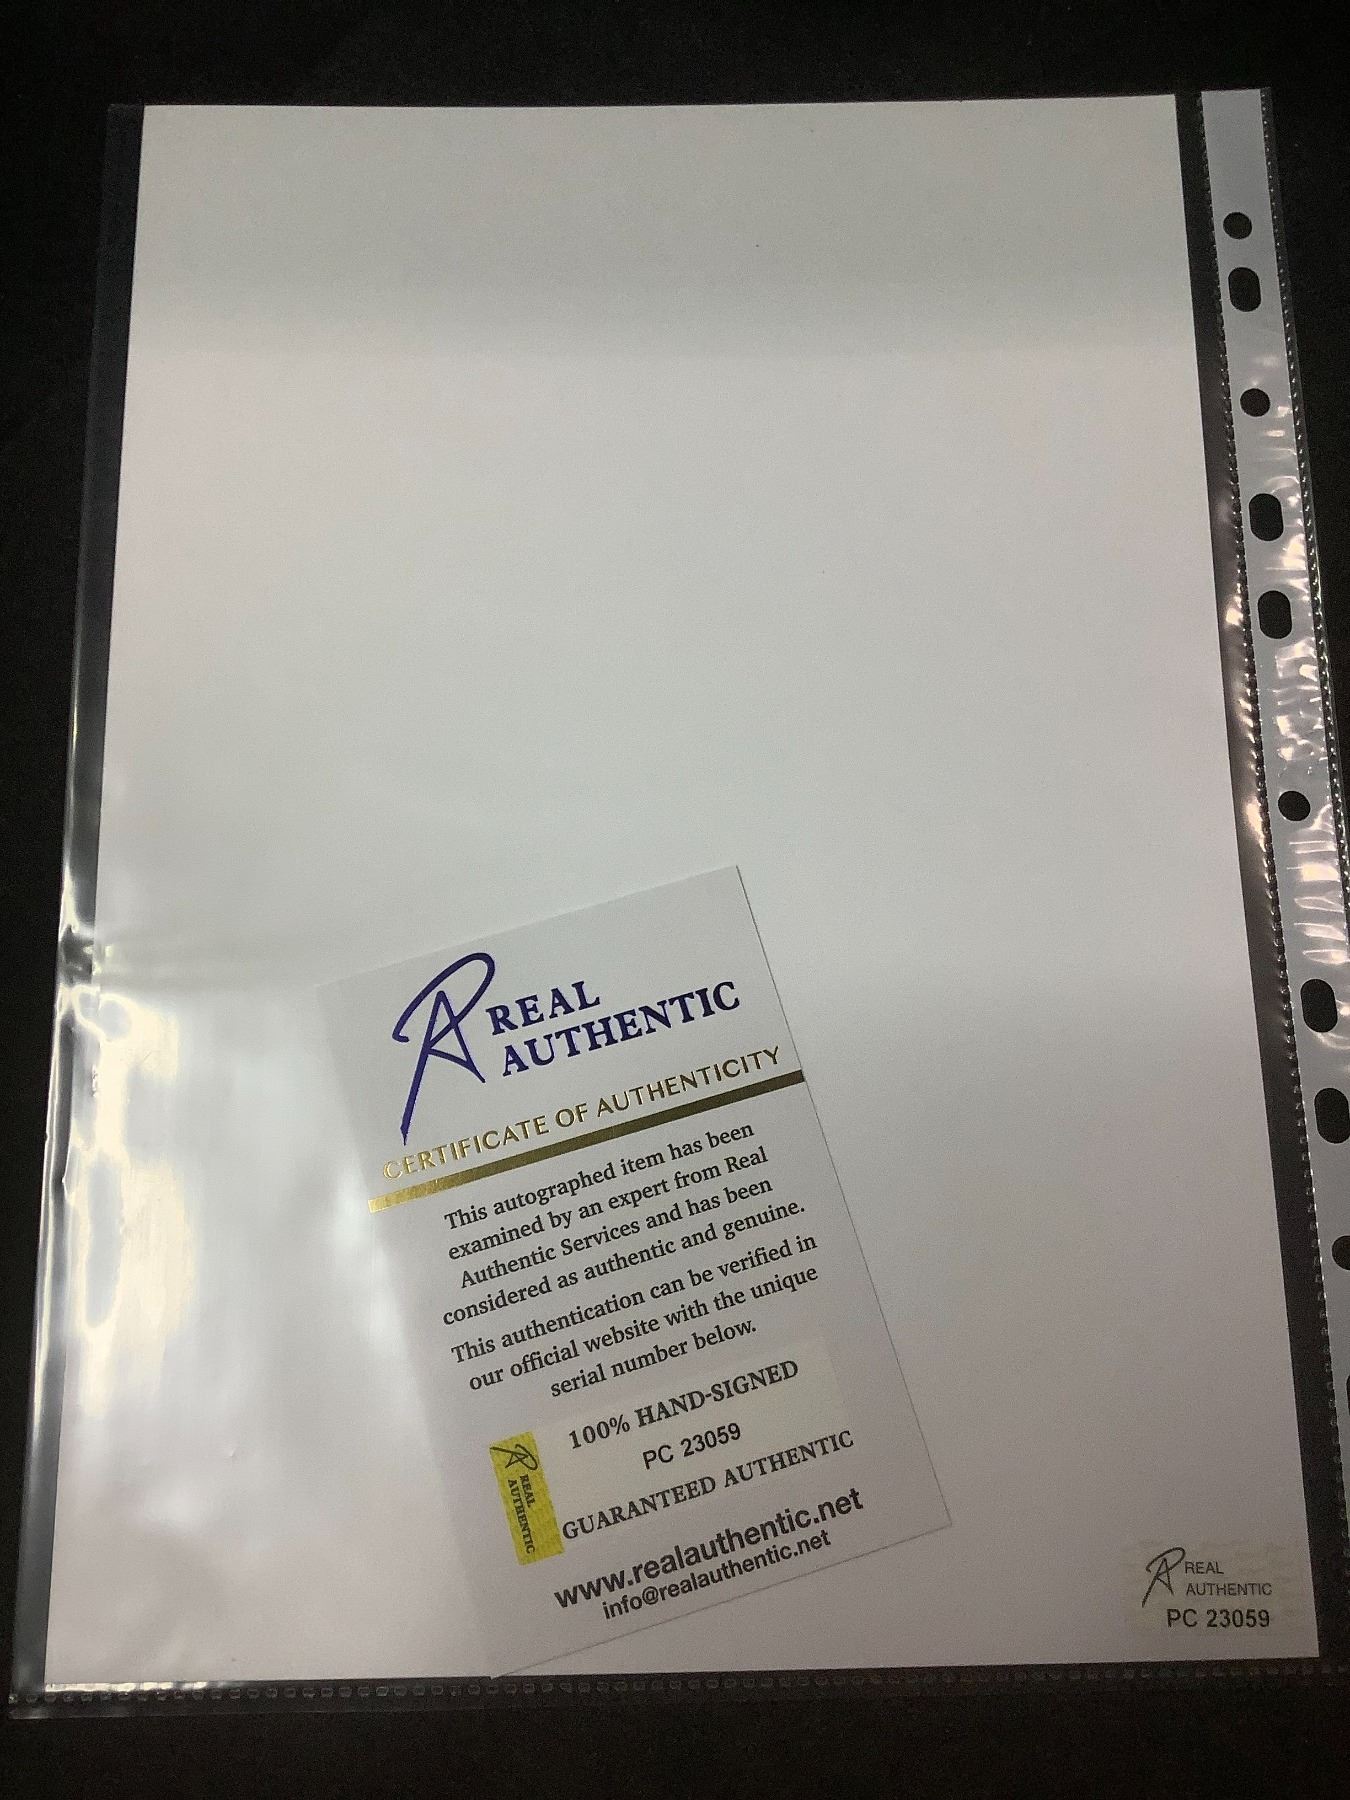 REAL
AUTHENTIC
CERTIFICATE OF AUTHENTICITY
This autographed item has been
examined by an expert from Real
Authentic Services and has been
considered as authentic and genuine.
This authentication can be verified in
our official website with the unique
serial number below.
100% HAND-SIGNED
PC 23059
GUARANTEED AUTHENTIC
REAL
AUTHENTIC
www.realauthentic.net
info@realauthentic.net
REAL
AUTHENTIC
PC 23059